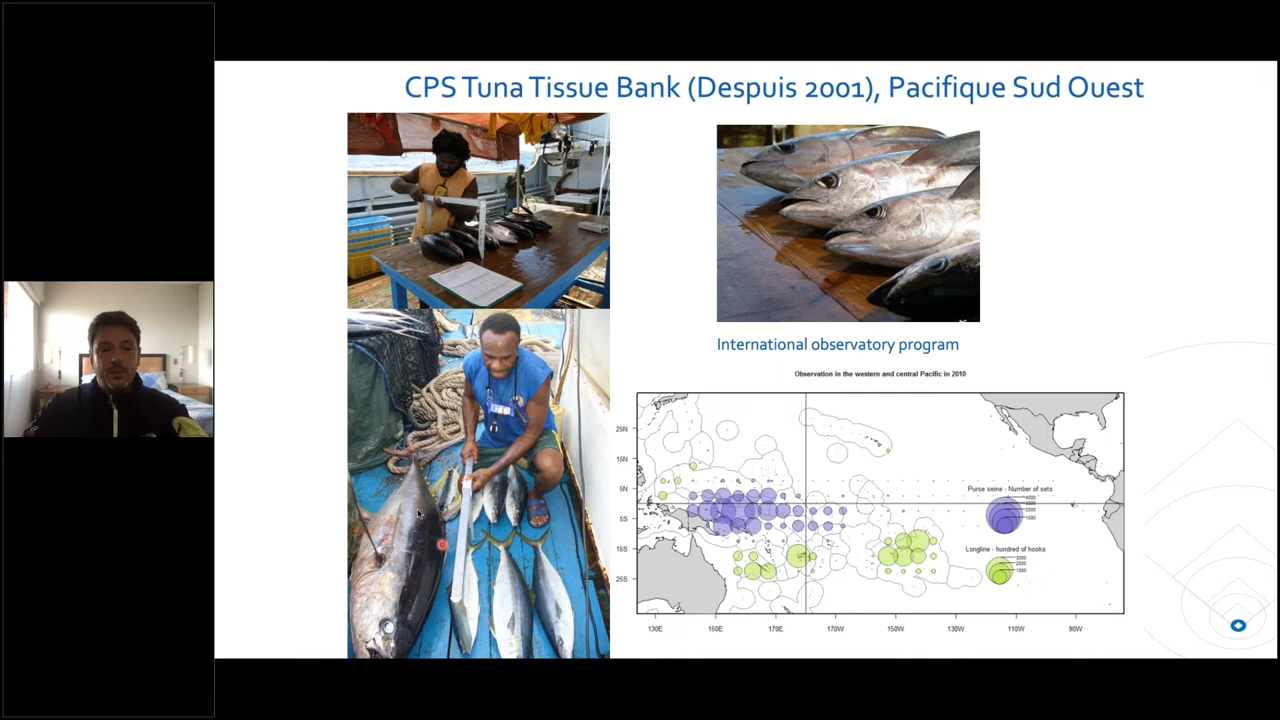 CPS Tuna Tissue Bank (Despuis 2001), Pacifique Sud Ouest
International observatory program
Observation in the western and central Pacific in 2010
25N
15N
5N
5S
15S
25S
Purse seine - Number of sets
4000
3000
2000
1000
Longline - hundred of hooks
3000
2000
1000
130E
150E
170E
170W
150W
130W
110W
90W